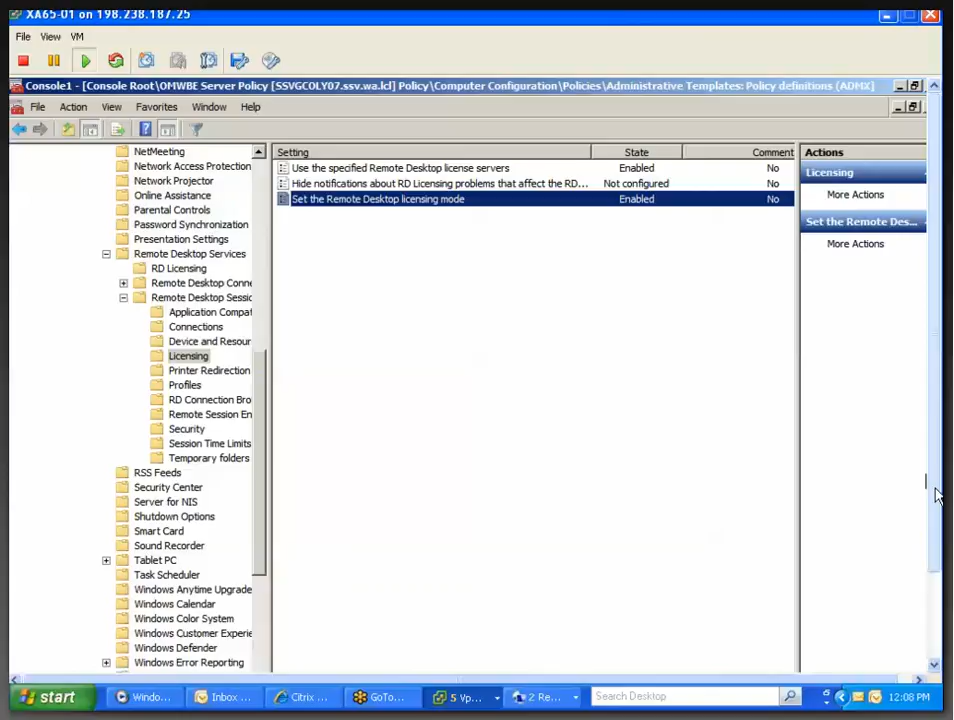 XA65-01 on 198.238.187.25
File View VM
Console1 - [Console Root\OMWBE Server Policy [SSVGCOLY07.ssv.wa.lcl] Policy\Computer Configuration\Policies\Administrative Templates: Policy definitions (ADMX]
File Action View Favorites Window Help
NetMeeting
Network Access Protection
Network Projector
Online Assistance
Parental Controls
Password Synchronization
Presentation Settings
Remote Desktop Services
RD Licensing
Remote Desktop Conne
Remote Desktop Sessio
Application Compat
Connections
Device and Resour
Licensing
Printer Redirection
Profiles
RD Connection Bro
Remote Session En
Security
Session Time Limits
Temporary folders
RSS Feeds
Security Center
Server for NIS
Shutdown Options
Smart Card
Sound Recorder
Tablet PC
Task Scheduler
Windows Anytime Upgrade
Windows Calendar
Windows Color System
Windows Customer Experie
Windows Defender
Windows Error Reporting
Setting State Comment
Use the specified Remote Desktop license servers Enabled No
Hide notifications about RD Licensing problems that affect the RD... Not configured No
Set the Remote Desktop licensing mode Enabled No
Actions
Licensing
More Actions
Set the Remote Des...
More Actions
start Windo... Inbox ... Citrix ... GoTo... 5 Vp... 2 Re... Search Desktop 12:08 PM